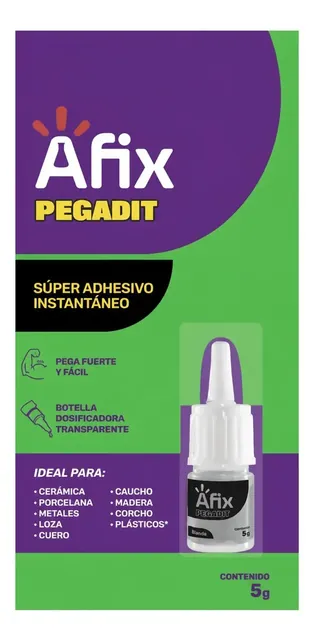 Afix
PEGADIT
SÚPER ADHESIVO
INSTANTÁNEO
PEGA FUERTE
Y FÁCIL
BOTELLA
DOSIFICADORA
TRANSPARENTE
IDEAL PARA:
• CERÁMICA
• PORCELANA
• METALES
• LOZA
• CUERO
• CAUCHO
• MADERA
• CORCHO
• PLÁSTICOS*
Afix
PEGADIT
5g
CONTENIDO
5g